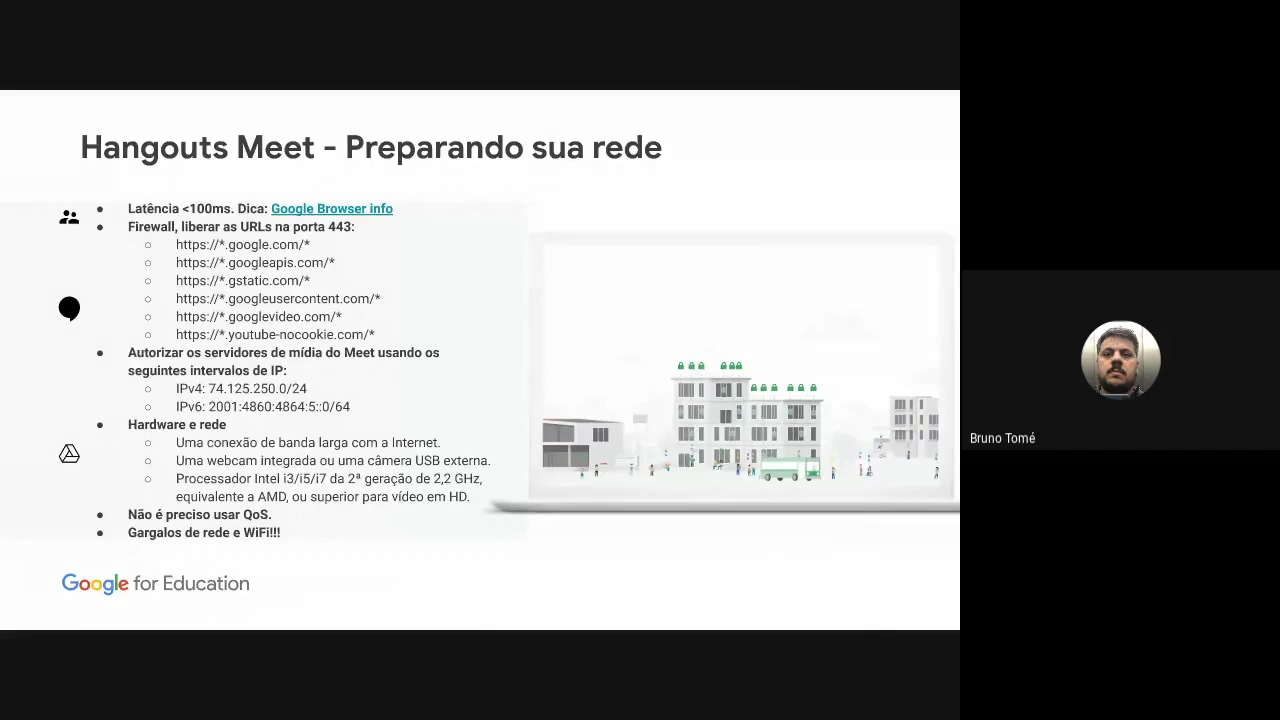 Hangouts Meet - Preparando sua rede
● Latência <100ms. Dica: Google Browser info
● Firewall, liberar as URLs na porta 443:
○ https://*.google.com/*
○ https://*.googleapis.com/*
○ https://*.gstatic.com/*
○ https://*.googleusercontent.com/*
○ https://*.googlevideo.com/*
○ https://*.youtube-nocookie.com/*
● Autorizar os servidores de mídia do Meet usando os
seguintes intervalos de IP:
○ IPv4: 74.125.250.0/24
○ IPv6: 2001:4860:4864:5::0/64
● Hardware e rede
○ Uma conexão de banda larga com a Internet.
○ Uma webcam integrada ou uma câmera USB externa.
○ Processador Intel i3/i5/i7 da 2ª geração de 2,2 GHz,
equivalente a AMD, ou superior para vídeo em HD.
● Não é preciso usar QoS.
● Gargalos de rede e WiFi!!!
Google for Education
Bruno Tomé